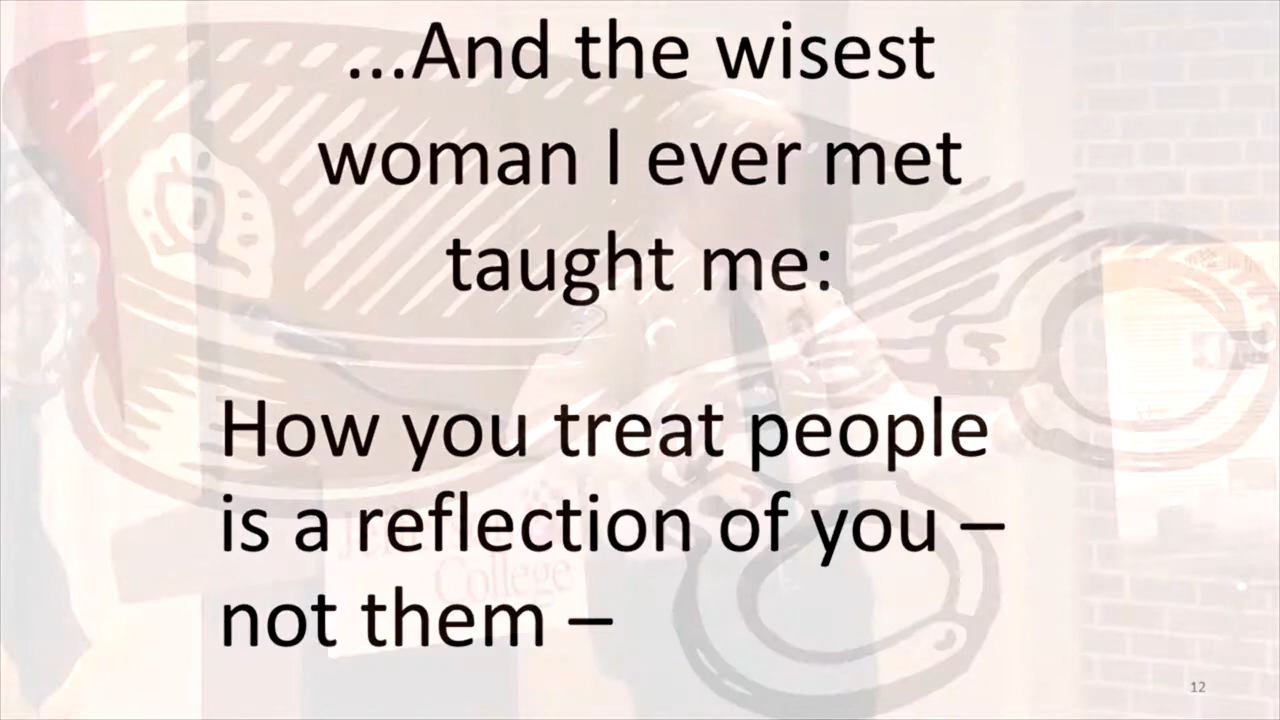 ...And the wisest
woman I ever met
taught me:
How you treat people
is a reflection of you –
not them –
College
12